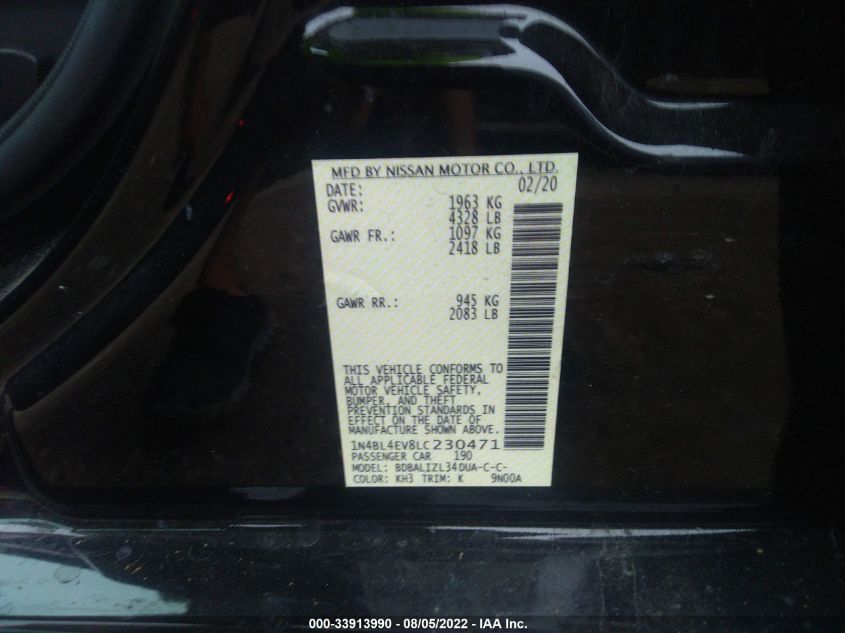 MFD BY NISSAN MOTOR CO., LTD.
DATE: 02/20
GVWR: 1963 KG
4328 LB
GAWR FR.: 1097 KG
2418 LB
GAWR RR.: 945 KG
2083 LB
THIS VEHICLE CONFORMS TO
ALL APPLICABLE FEDERAL
MOTOR VEHICLE SAFETY,
BUMPER, AND THEFT
PREVENTION STANDARDS IN
EFFECT ON THE DATE OF
MANUFACTURE SHOWN ABOVE.
1N4BL4EV8LC230471
PASSENGER CAR 190
MODEL: BDBALIZL34DUA-C-C-
COLOR: KH3 TRIM: K 9N00A
000-33913990 - 08/05/2022 - IAA Inc.